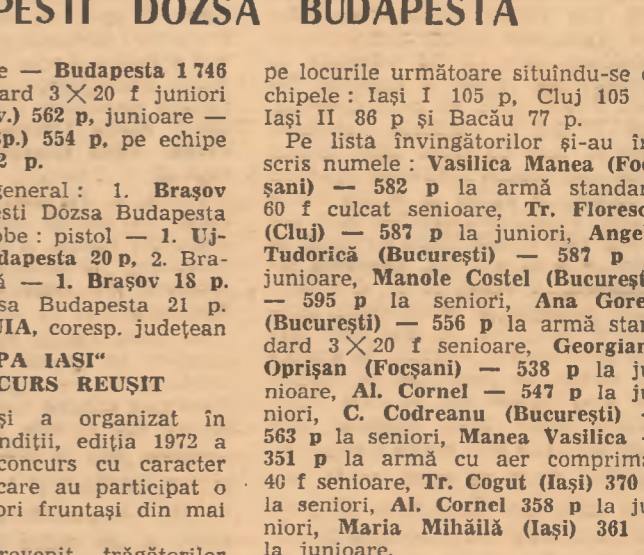 PESTI DOZSA BUDAPESTA
e — Budapesta 1 746
ard 3×20 f juniori
v.) 562 p, junioare —
sp.) 554 p, pe echipe
2 p.
general : 1. Brașov
esti Dozsa Budapesta
obe : pistol — 1. Uj-
dapesta 20 p, 2. Bra-
ă — 1. Brașov 18 p.
sa Budapesta 21 p.
UIA, coresp. județean
PA IAȘI“
CURS REUȘIT
și a organizat în
ndiții, ediția 1972 a
concurs cu caracter
care au participat o
ori fruntași din mai
revenit trăgătorilor
pe locurile următoare situîndu-se e
chipele : Iași I 105 p, Cluj 105
Iași II 86 p și Bacău 77 p.
Pe lista învingătorilor și-au în
scris numele : Vasilica Manea (Foc
șani) — 582 p la armă standar
60 f culcat senioare, Tr. Floresc
(Cluj) — 587 p la juniori, Ange
Tudorică (București) — 587 p
junioare, Manole Costel (Bucureșt
— 595 p la seniori, Ana Gore
(București) — 556 p la armă stan
dard 3×20 f senioare, Georgian
Oprișan (Focșani) — 538 p la ju
nioare, Al. Cornel — 547 p la ju
niori, C. Codreanu (București) -
563 p la seniori, Manea Vasilica -
351 p la armă cu aer comprima
40 f senioare, Tr. Cogut (Iași) 370
la seniori, Al. Cornel 358 p la ju
niori, Maria Mihăilă (Iași) 361
la junioare.